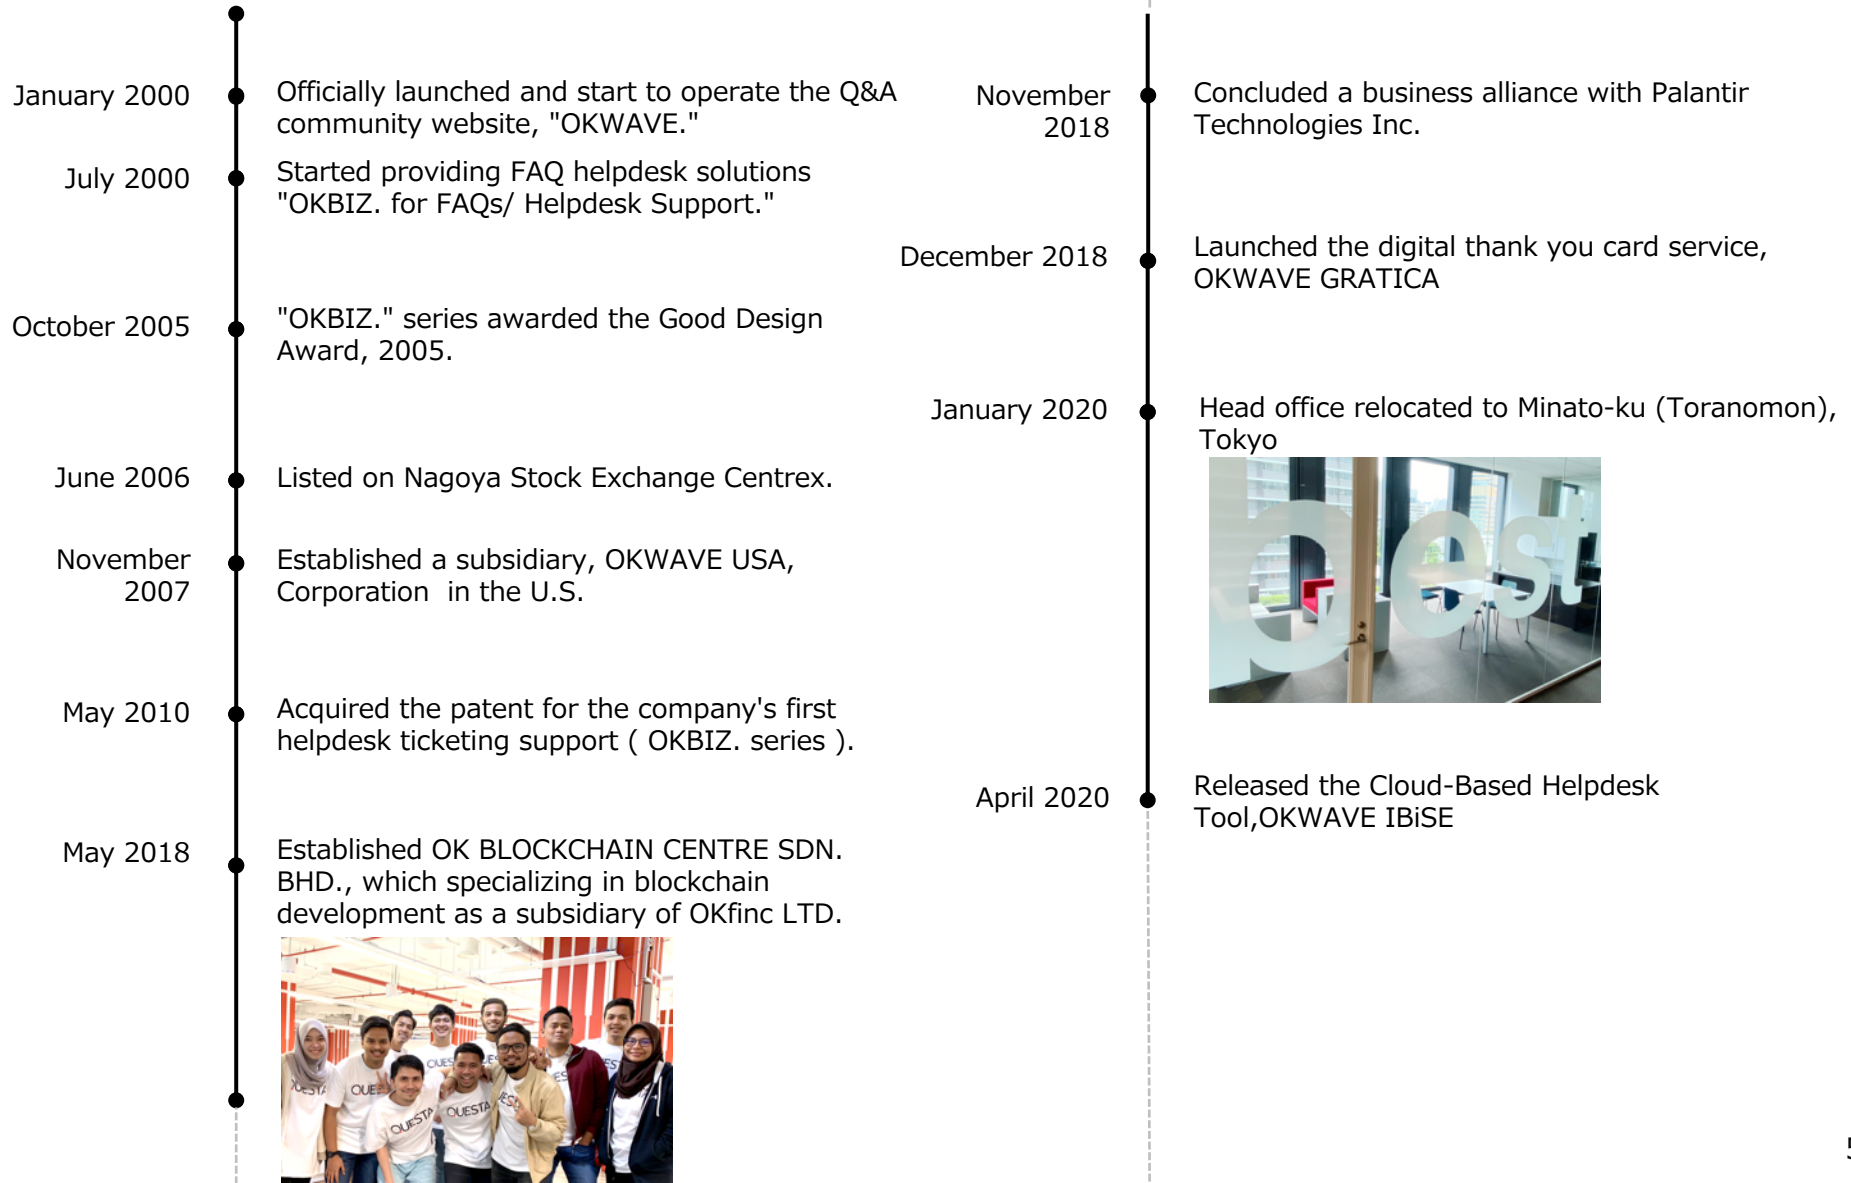 January 2000
Officially launched and start to operate the Q&A
community website, "OKWAVE."
July 2000
Started providing FAQ helpdesk solutions
"OKBIZ. for FAQs/ Helpdesk Support."
October 2005
"OKBIZ." series awarded the Good Design
Award, 2005.
June 2006
Listed on Nagoya Stock Exchange Centrex.
November
2007
Established a subsidiary, OKWAVE USA,
Corporation  in the U.S.
May 2010
Acquired the patent for the company's first
helpdesk ticketing support ( OKBIZ. series ).
May 2018
Established OK BLOCKCHAIN CENTRE SDN.
BHD., which specializing in blockchain
development as a subsidiary of OKfinc LTD.
QUESTA
November
2018
Concluded a business alliance with Palantir
Technologies Inc.
December 2018
Launched the digital thank you card service,
OKWAVE GRATICA
January 2020
Head office relocated to Minato-ku (Toranomon),
Tokyo
pest
April 2020
Released the Cloud-Based Helpdesk
Tool,OKWAVE IBiSE